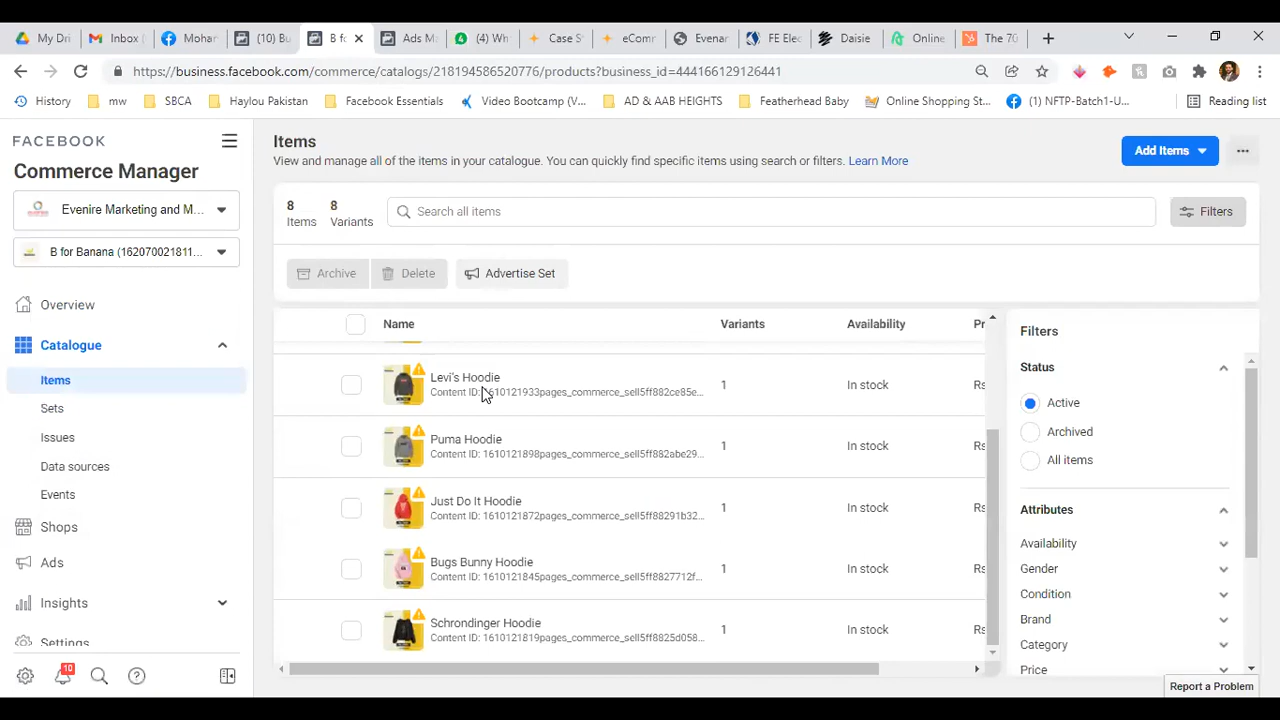 My Dri
Inbox (
Moha
(10) Bu
B fo
Ads M
(4) Wh
Case S
eComr
Evenar
FE Elec
Daisie
Online
The 70
https://business.facebook.com/commerce/catalogs/218194586520776/products?business_id=444166129126441
History
mw
SBCA
Haylou Pakistan
Facebook Essentials
Video Bootcamp (V...
AD & AAB HEIGHTS
Featherhead Baby
Online Shopping St...
(1) NFTP-Batch1-U...
Reading list
FACEBOOK
Commerce Manager
Evenire Marketing and M...
B for Banana (162070021811...
Overview
Catalogue
Items
Sets
Issues
Data sources
Events
Shops
Ads
Insights
Settings
10
Items
View and manage all of the items in your catalogue. You can quickly find specific items using search or filters. Learn More
Add Items
8
Items
8
Variants
Search all items
Filters
Archive
Delete
Advertise Set
Name
Variants
Availability
Pr
Levi's Hoodie
Content ID: 1610121933pages_commerce_sell5ff882ce85e...
1
In stock
Rs
Puma Hoodie
Content ID: 1610121898pages_commerce_sell5ff882abe29...
1
In stock
Rs
Just Do It Hoodie
Content ID: 1610121872pages_commerce_sell5ff88291b32...
1
In stock
Rs
Bugs Bunny Hoodie
Content ID: 1610121845pages_commerce_sell5ff8827712f...
1
In stock
Rs
Schrondinger Hoodie
Content ID: 1610121819pages_commerce_sell5ff8825d058...
1
In stock
Rs
Filters
Status
Active
Archived
All items
Attributes
Availability
Gender
Condition
Brand
Category
Price
Report a Problem